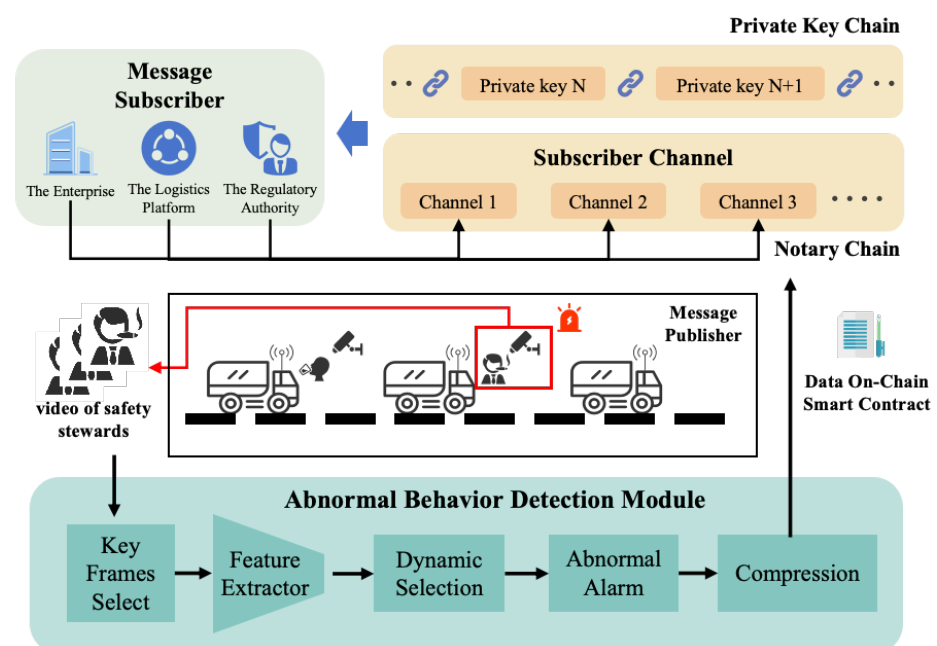 Private Key Chain
Message
Subscriber
Private key N
Private key N+1
The Enterprise
The Logistics
Platform
The Regulatory
Authority
Subscriber Channel
Channel 1
Channel 2
Channel 3
Notary Chain
Message
Publisher
video of safety
stewards
Data On-Chain
Smart Contract
Abnormal Behavior Detection Module
Key
Frames
Select
Feature
Extractor
Dynamic
Selection
Abnormal
Alarm
Compression